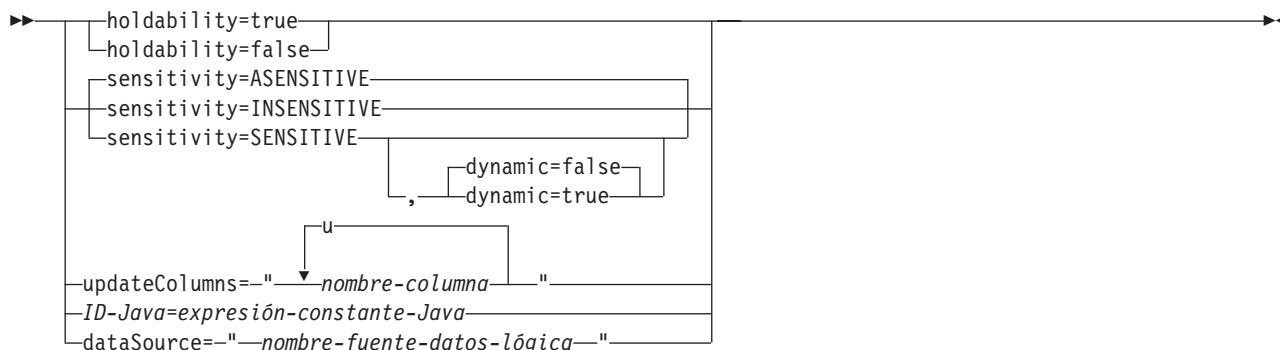 holdability=true
holdability=false
sensitivity=ASENSITIVE
sensitivity=INSENSITIVE
sensitivity=SENSITIVE
dynamic=false
, dynamic=true
u
updateColumns= " nombre-columna "
ID-Java=expresión-constante-Java
dataSource= " nombre-fuente-datos-lógica "